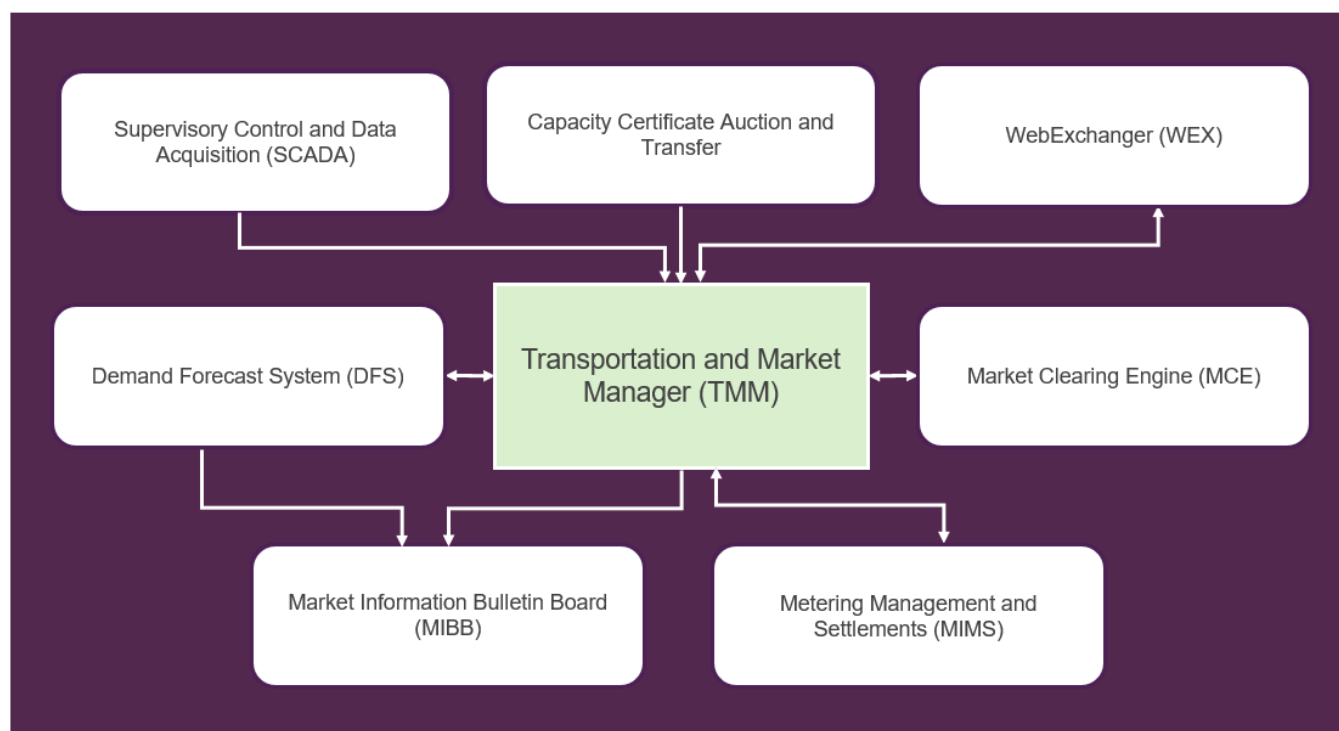 Supervisory Control and Data
Acquisition (SCADA)
Capacity Certificate Auction and
Transfer
WebExchanger (WEX)
Demand Forecast System (DFS)
Transportation and Market
Manager (TMM)
Market Clearing Engine (MCE)
Market Information Bulletin Board
(MIBB)
Metering Management and
Settlements (MIMS)